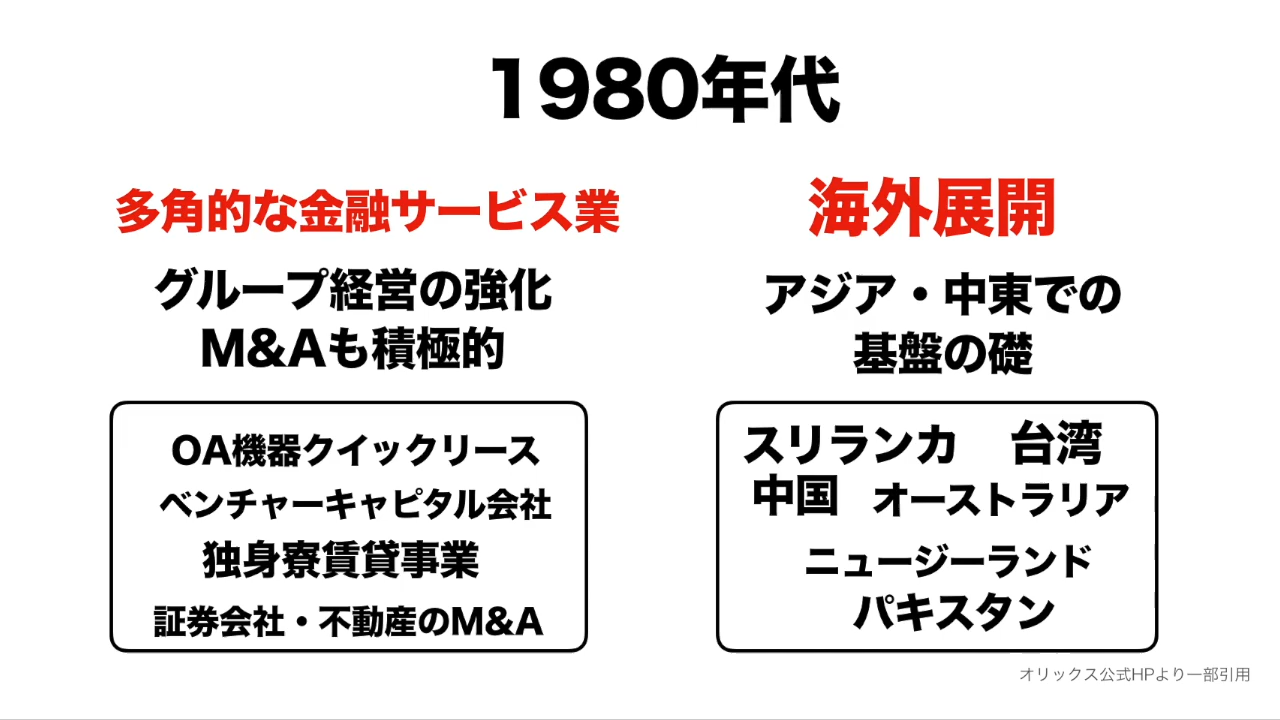 1980年代
多角的な金融サービス業
グループ経営の強化
M&Aも積極的
OA機器クイックリース
ベンチャーキャピタル会社
独身寮賃貸事業
証券会社・不動産のM&A
海外展開
アジア・中東での
基盤の礎
スリランカ 台湾
中国 オーストラリア
ニュージーランド
パキスタン
オリックス公式HPより一部引用